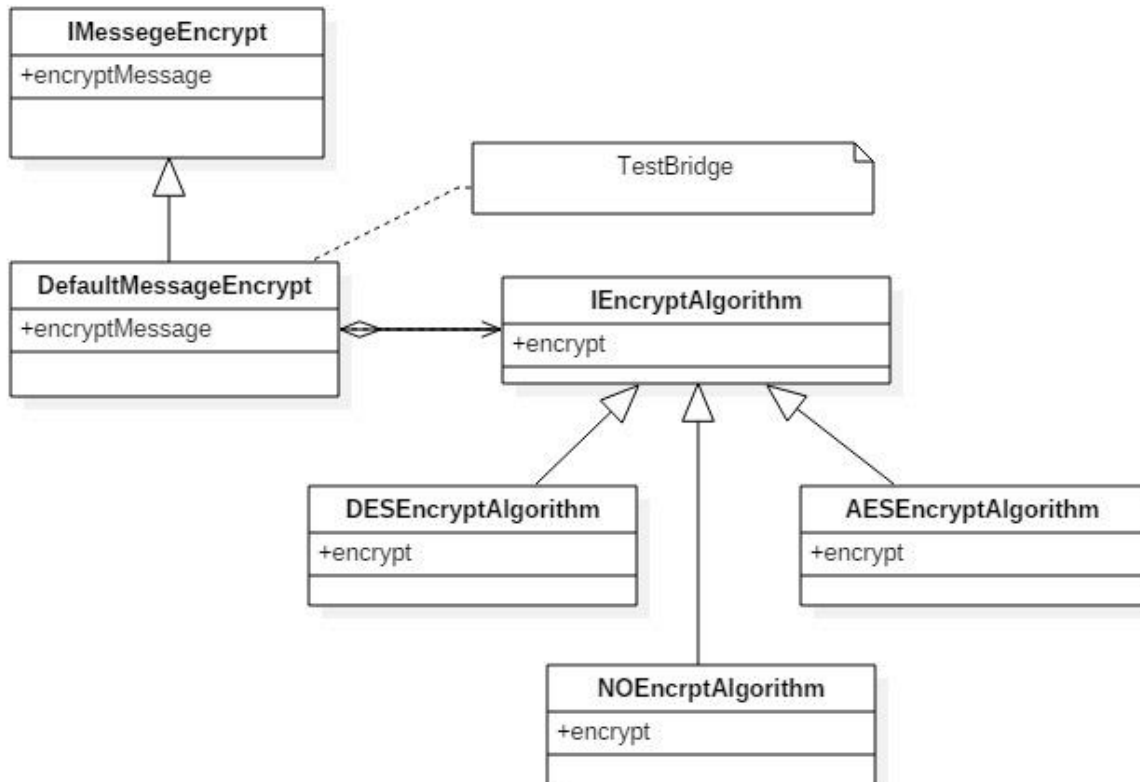 IMessegeEncrypt
+encryptMessage
TestBridge
DefaultMessageEncrypt
+encryptMessage
IEncryptAlgorithm
+encrypt
DESEncryptAlgorithm
+encrypt
AESEncryptAlgorithm
+encrypt
NOEncrptAlgorithm
+encrypt